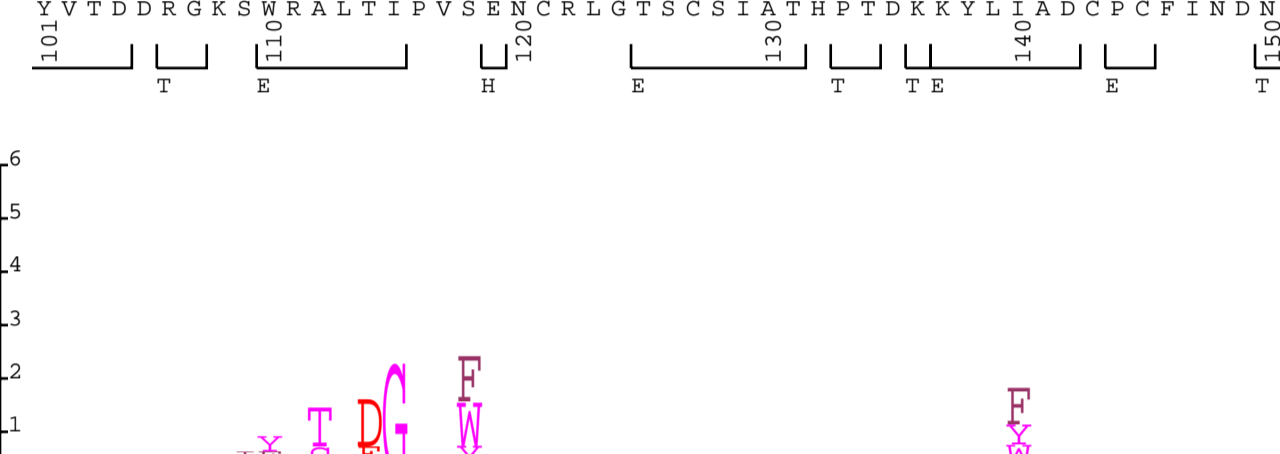 Y V T D D R G K S W R A L T I P V S E N C R L G T S C S I A T H P T D K K Y L I A D C P C F I N D N
101 110 120 130 140 150
T E H E T T E E T
6
5
4
3
2
F
F
T D G W
1
Y Y